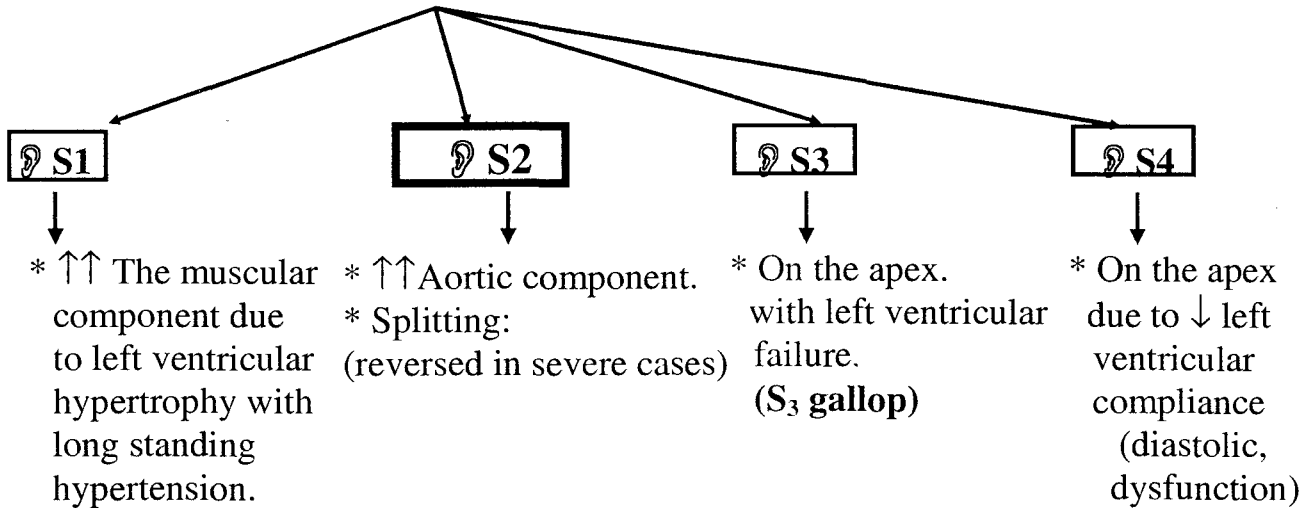 S1
* ↑↑ The muscular
component due
to left ventricular
hypertrophy with
long standing
hypertension.
S2
* ↑↑Aortic component.
* Splitting:
(reversed in severe cases)
S3
* On the apex.
with left ventricular
failure.
(S₃ gallop)
S4
* On the apex
due to ↓ left
ventricular
compliance
(diastolic,
dysfunction)